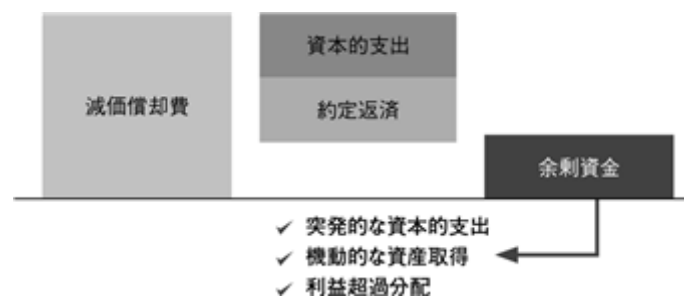 資本的支出
減価償却費
約定返済
余剰資金
✓ 突発的な資本的支出
✓ 機動的な資産取得
✓ 利益超過分配